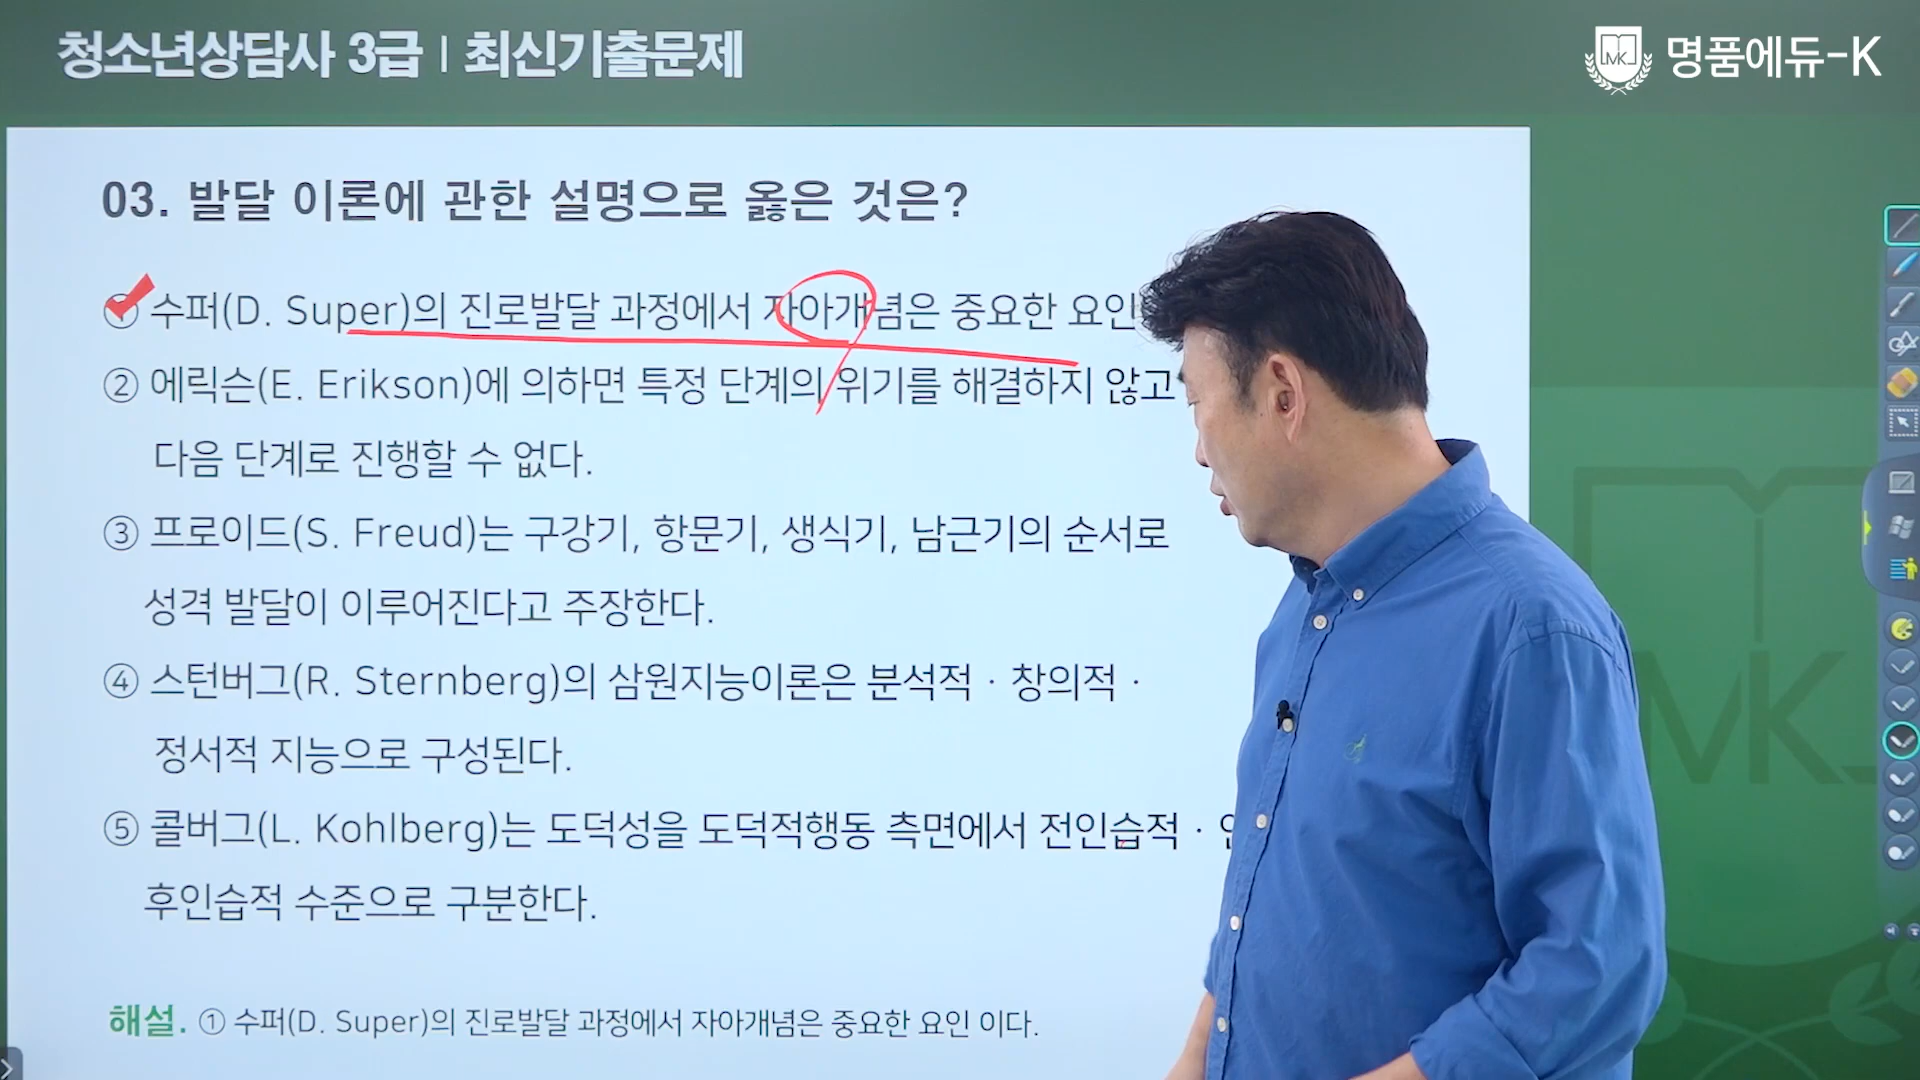 청소년상담사 3급 | 최신기출문제
명품에듀-K
03. 발달 이론에 관한 설명으로 옳은 것은?
① 수퍼(D. Super)의 진로발달 과정에서 자아개념은 중요한 요인
② 에릭슨(E. Erikson)에 의하면 특정 단계의 위기를 해결하지 않고
다음 단계로 진행할 수 없다.
③ 프로이드(S. Freud)는 구강기, 항문기, 생식기, 남근기의 순서로
성격 발달이 이루어진다고 주장한다.
④ 스턴버그(R. Sternberg)의 삼원지능이론은 분석적 · 창의적 ·
정서적 지능으로 구성된다.
⑤ 콜버그(L. Kohlberg)는 도덕성을 도덕적행동 측면에서 전인습적 ·
후인습적 수준으로 구분한다.
해설. ① 수퍼(D. Super)의 진로발달 과정에서 자아개념은 중요한 요인 이다.
MK